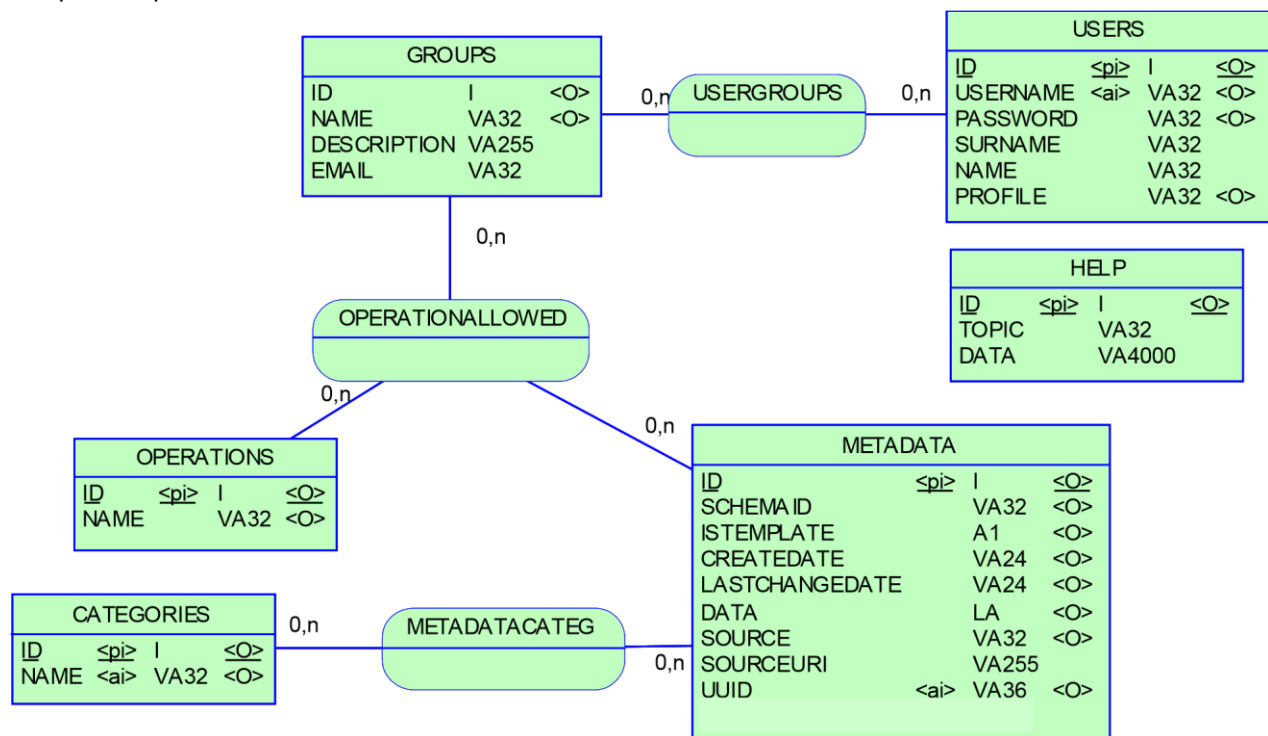 GROUPS
ID I <O>
NAME VA32 <O>
DESCRIPTION VA255
EMAIL VA32
0,n
USERGROUPS
0,n
USERS
ID <pi> I <O>
USERNAME <ai> VA32 <O>
PASSWORD VA32 <O>
SURNAME VA32
NAME VA32
PROFILE VA32 <O>
0,n
HELP
ID <pi> I <O>
TOPIC VA32
DATA VA4000
OPERATIONALLOWED
0,n
0,n
OPERATIONS
ID <pi> I <O>
NAME VA32 <O>
METADATA
ID <pi> I <O>
SCHEMAID VA32 <O>
ISTEMPLATE A1 <O>
CREATEDATE VA24 <O>
LASTCHANGEDATE VA24 <O>
DATA LA <O>
SOURCE VA32 <O>
SOURCEURI VA255
UUID <ai> VA36 <O>
CATEGORIES
ID <pi> I <O>
NAME <ai> VA32 <O>
0,n
METADATACATEG
0,n